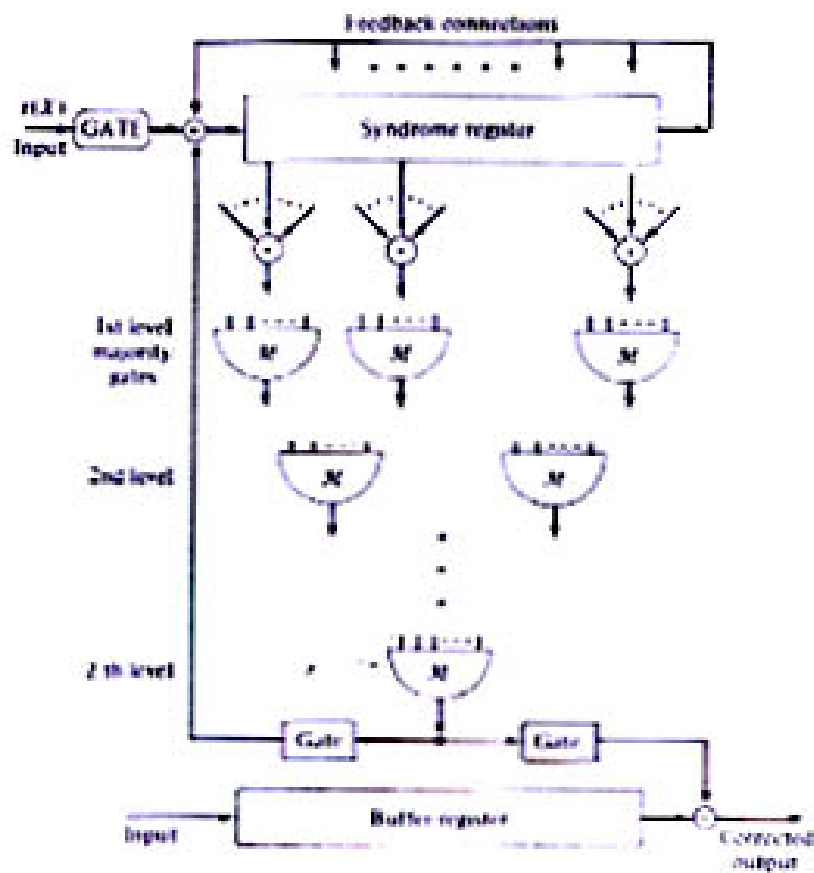 Feedback connections
r(X)
Input
GATE
+
Syndrome register
+
+
+
1st level
majority
gates
M
M
M
2nd level
M
M
th level
M
Gate
Gate
Input
Buffer register
Corrected
output